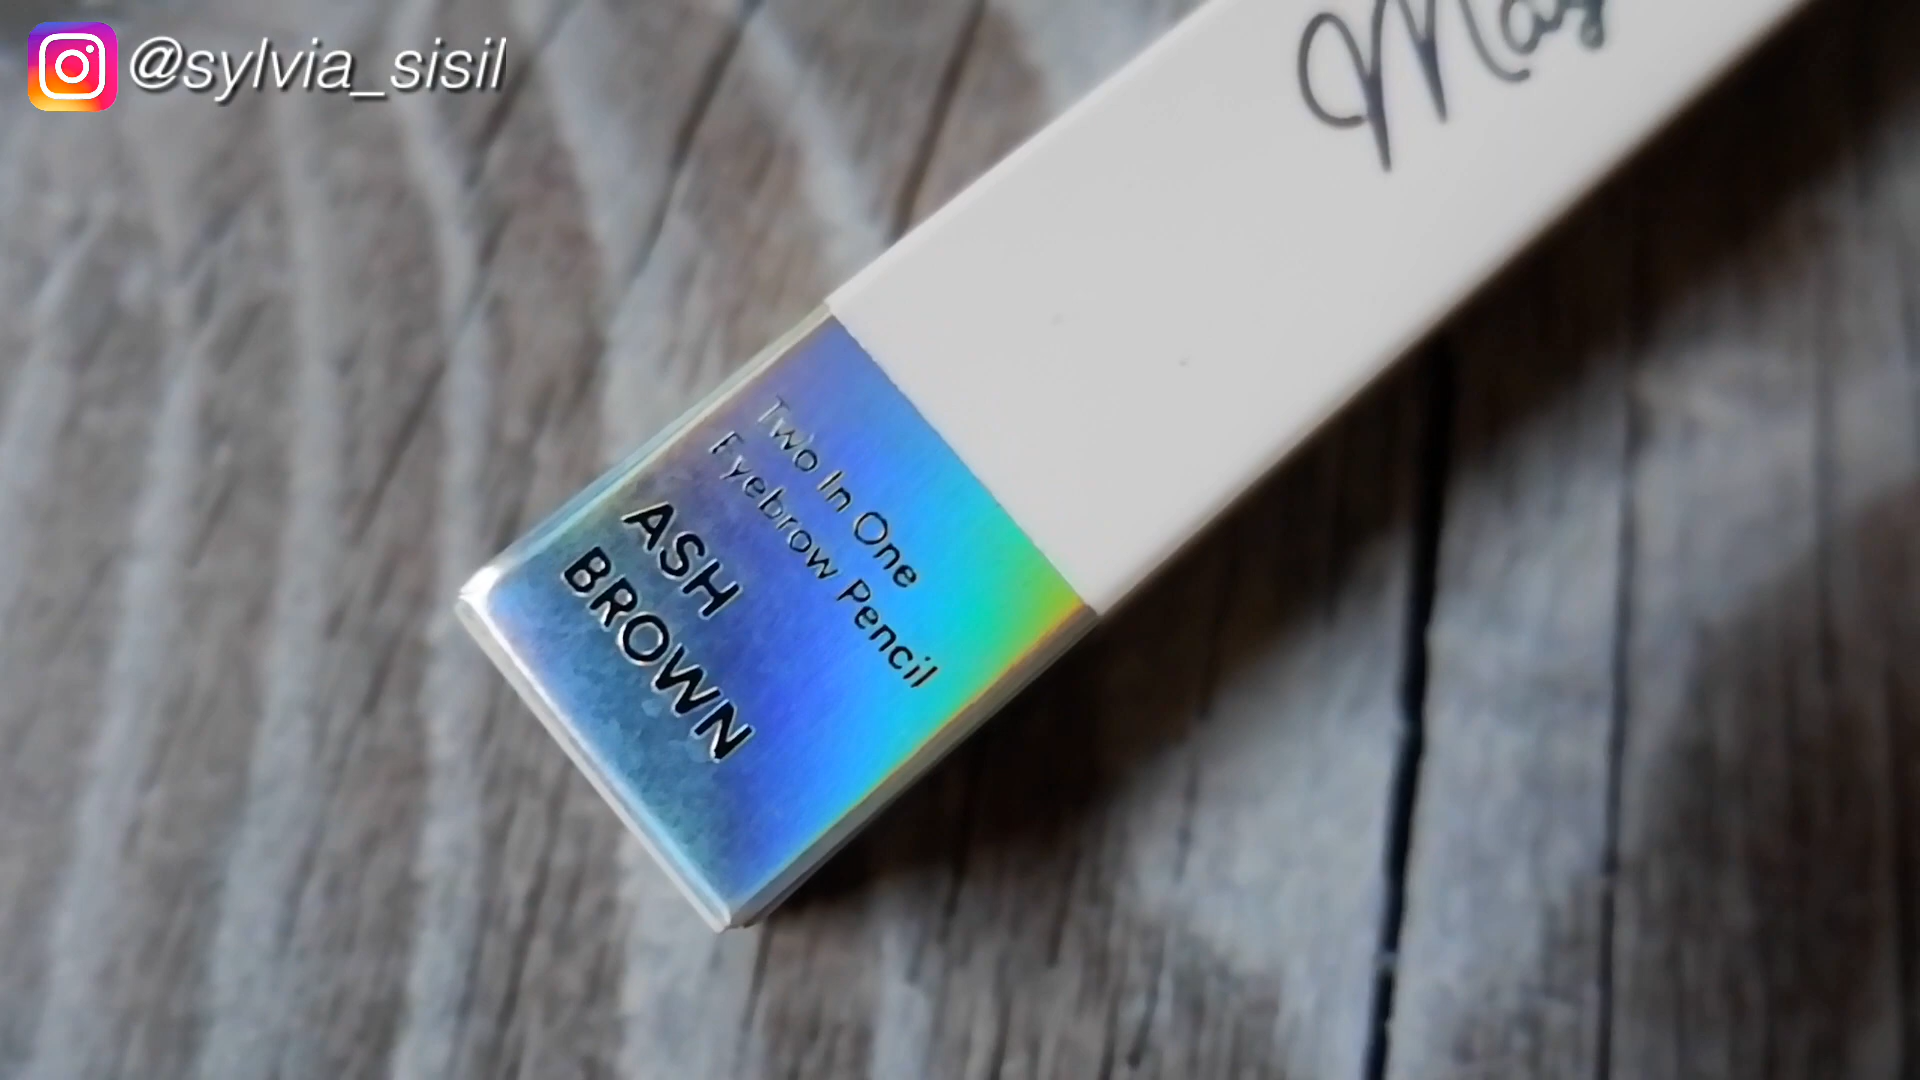 @sylvia_sisil
Two In One
Eyebrow Pencil
ASH
BROWN